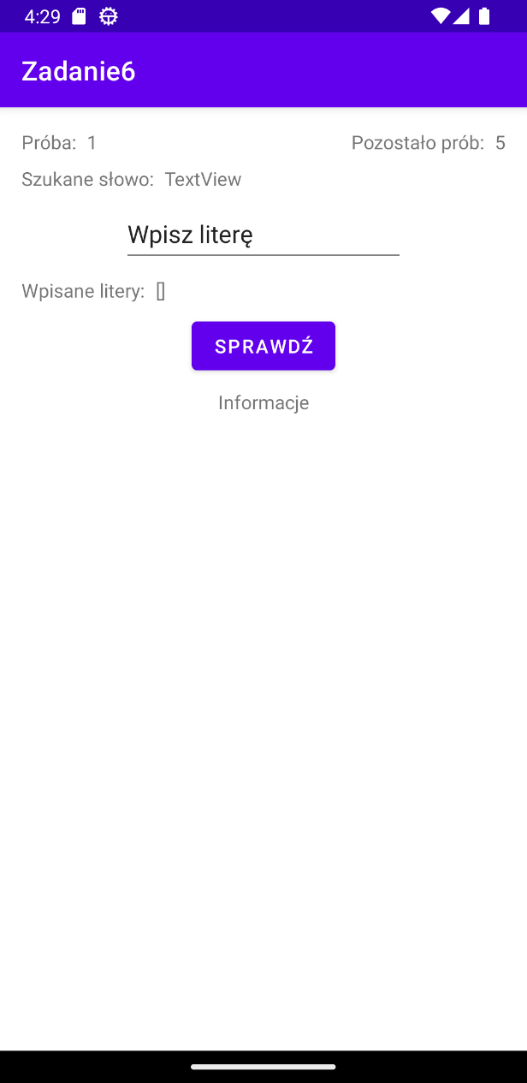 4:29
Zadanie6
Próba: 1 Pozostało prób: 5
Szukane słowo: TextView
Wpisz literę
Wpisane litery: []
SPRAWDŹ
Informacje